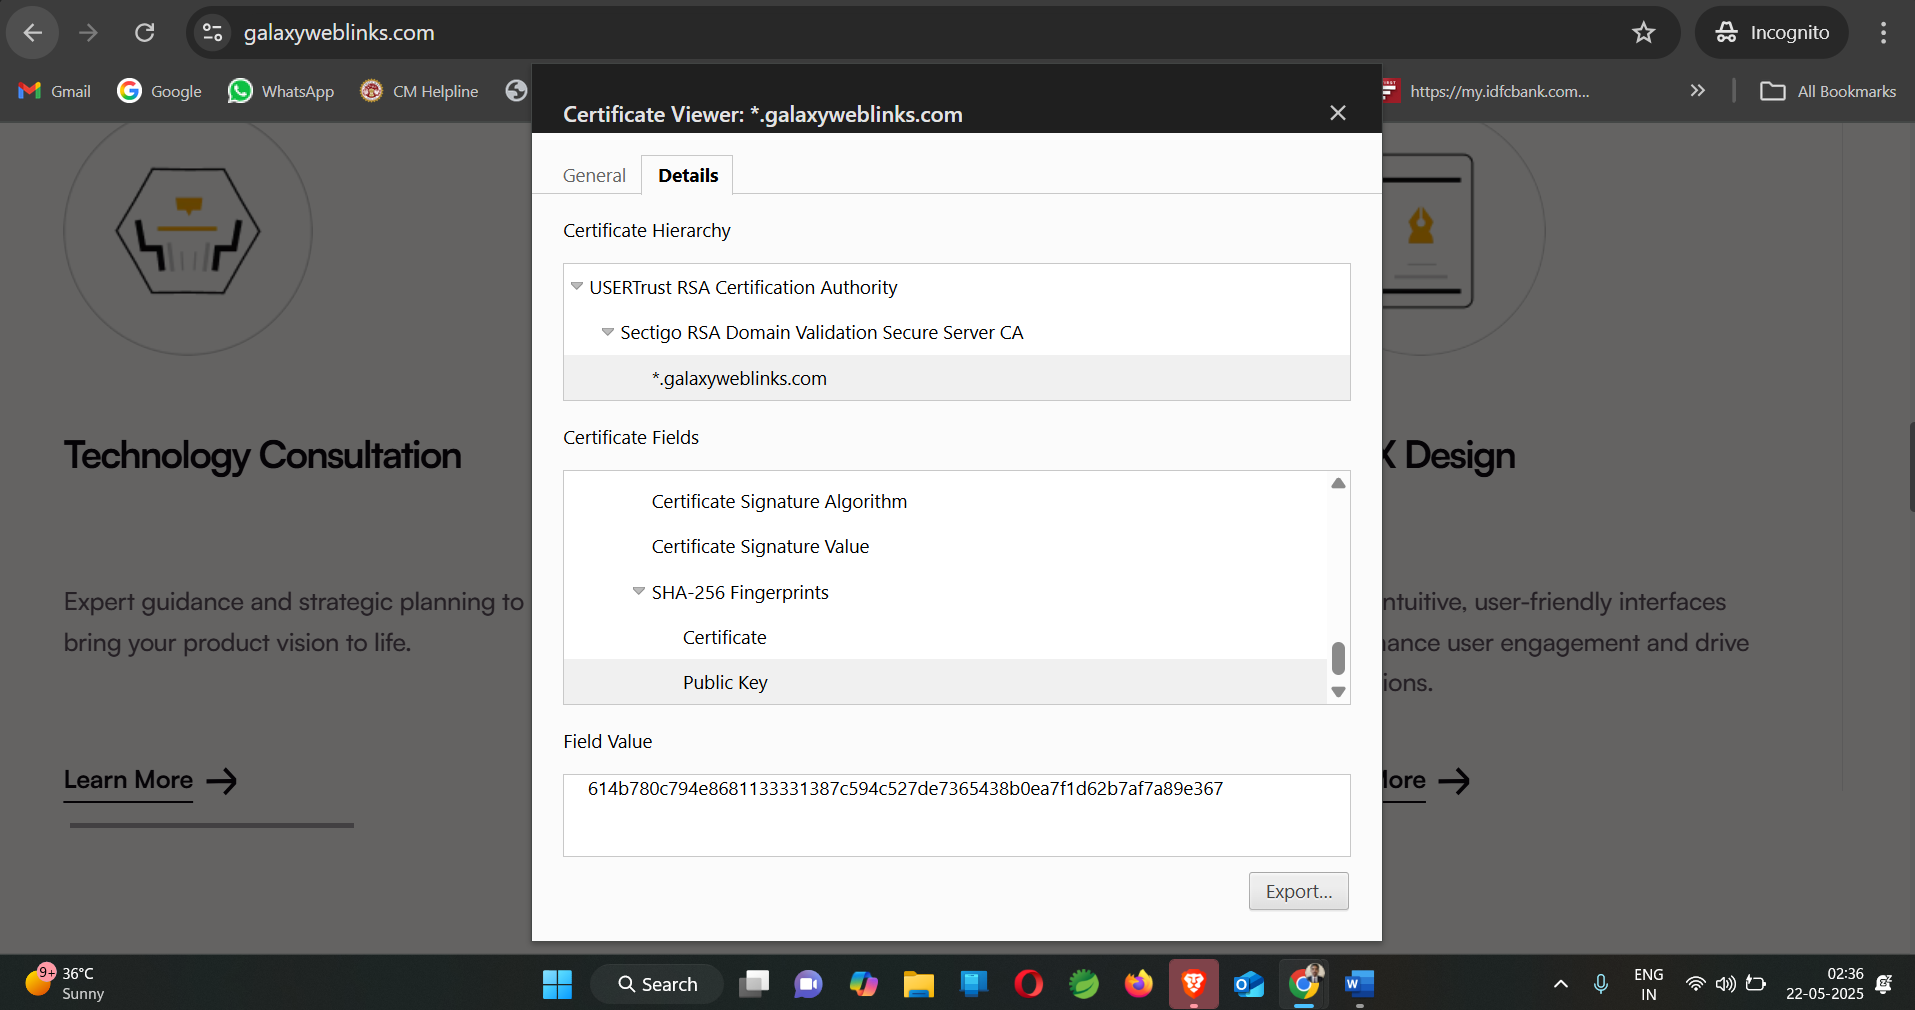 galaxyweblinks.com
Incognito
Gmail
Google
WhatsApp
CM Helpline
https://my.idfcbank.com...
All Bookmarks
Certificate Viewer: *.galaxyweblinks.com
General
Details
Certificate Hierarchy
USERTrust RSA Certification Authority
Sectigo RSA Domain Validation Secure Server CA
*.galaxyweblinks.com
Certificate Fields
Certificate Signature Algorithm
Certificate Signature Value
SHA-256 Fingerprints
Certificate
Public Key
Field Value
614b780c794e8681133331387c594c527de7365438b0ea7f1d62b7af7a89e367
Export...
Technology Consultation
Expert guidance and strategic planning to
bring your product vision to life.
Learn More
X Design
ntuitive, user-friendly interfaces
ance user engagement and drive
ions.
More
9+
36°C
Sunny
Search
ENG
IN
02:36
22-05-2025